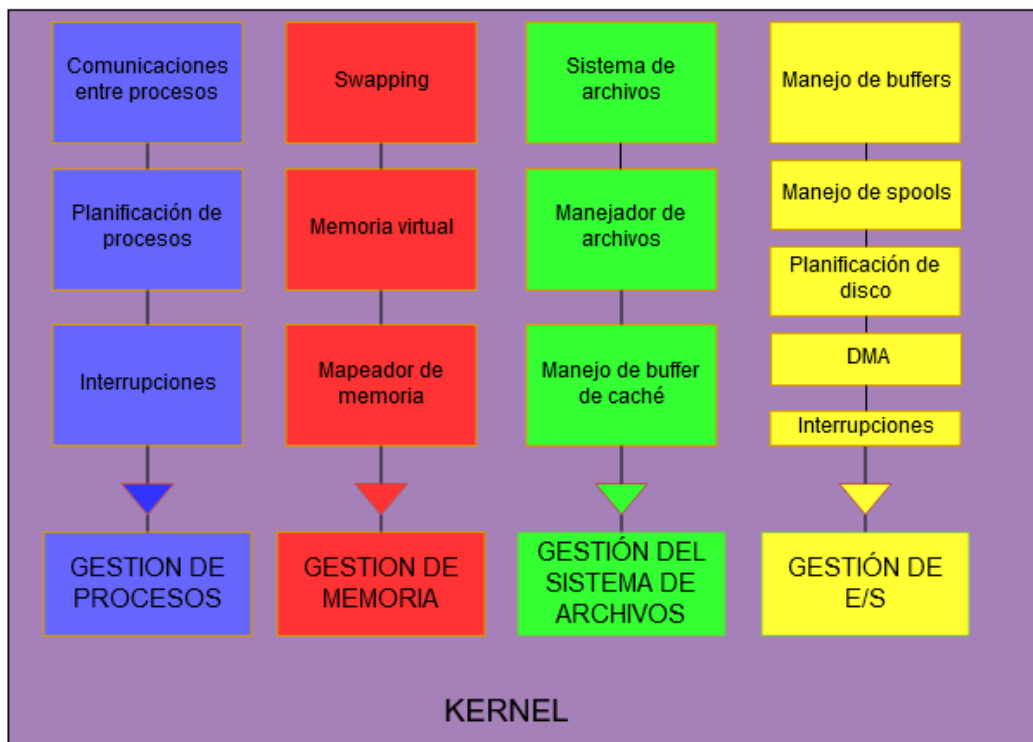 Comunicaciones
entre procesos
Planificación de
procesos
Interrupciones
GESTION DE
PROCESOS
Swapping
Memoria virtual
Mapeador de
memoria
GESTION DE
MEMORIA
Sistema de
archivos
Manejador de
archivos
Manejo de buffer
de caché
GESTIÓN DEL
SISTEMA DE
ARCHIVOS
Manejo de buffers
Manejo de spools
Planificación de
disco
DMA
Interrupciones
GESTIÓN DE
E/S
KERNEL